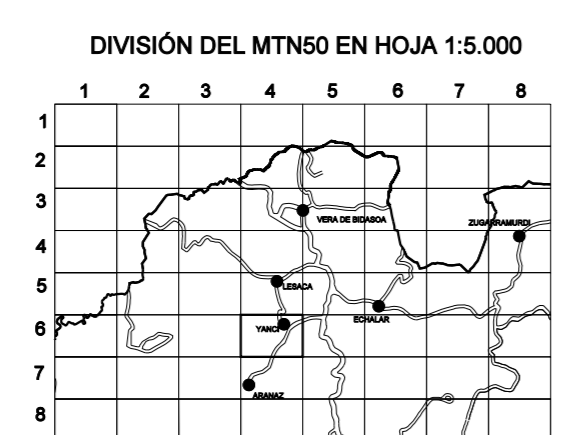 DIVISIÓN DEL MTN50 EN HOJA 1:5.000
1 2 3 4 5 6 7 8
1
2
3
VERA DE BIDASOA
ZUGARRAMURDI
4
5
LESACA
ECHALAR
6
YANCI
7
ARANAZ
8